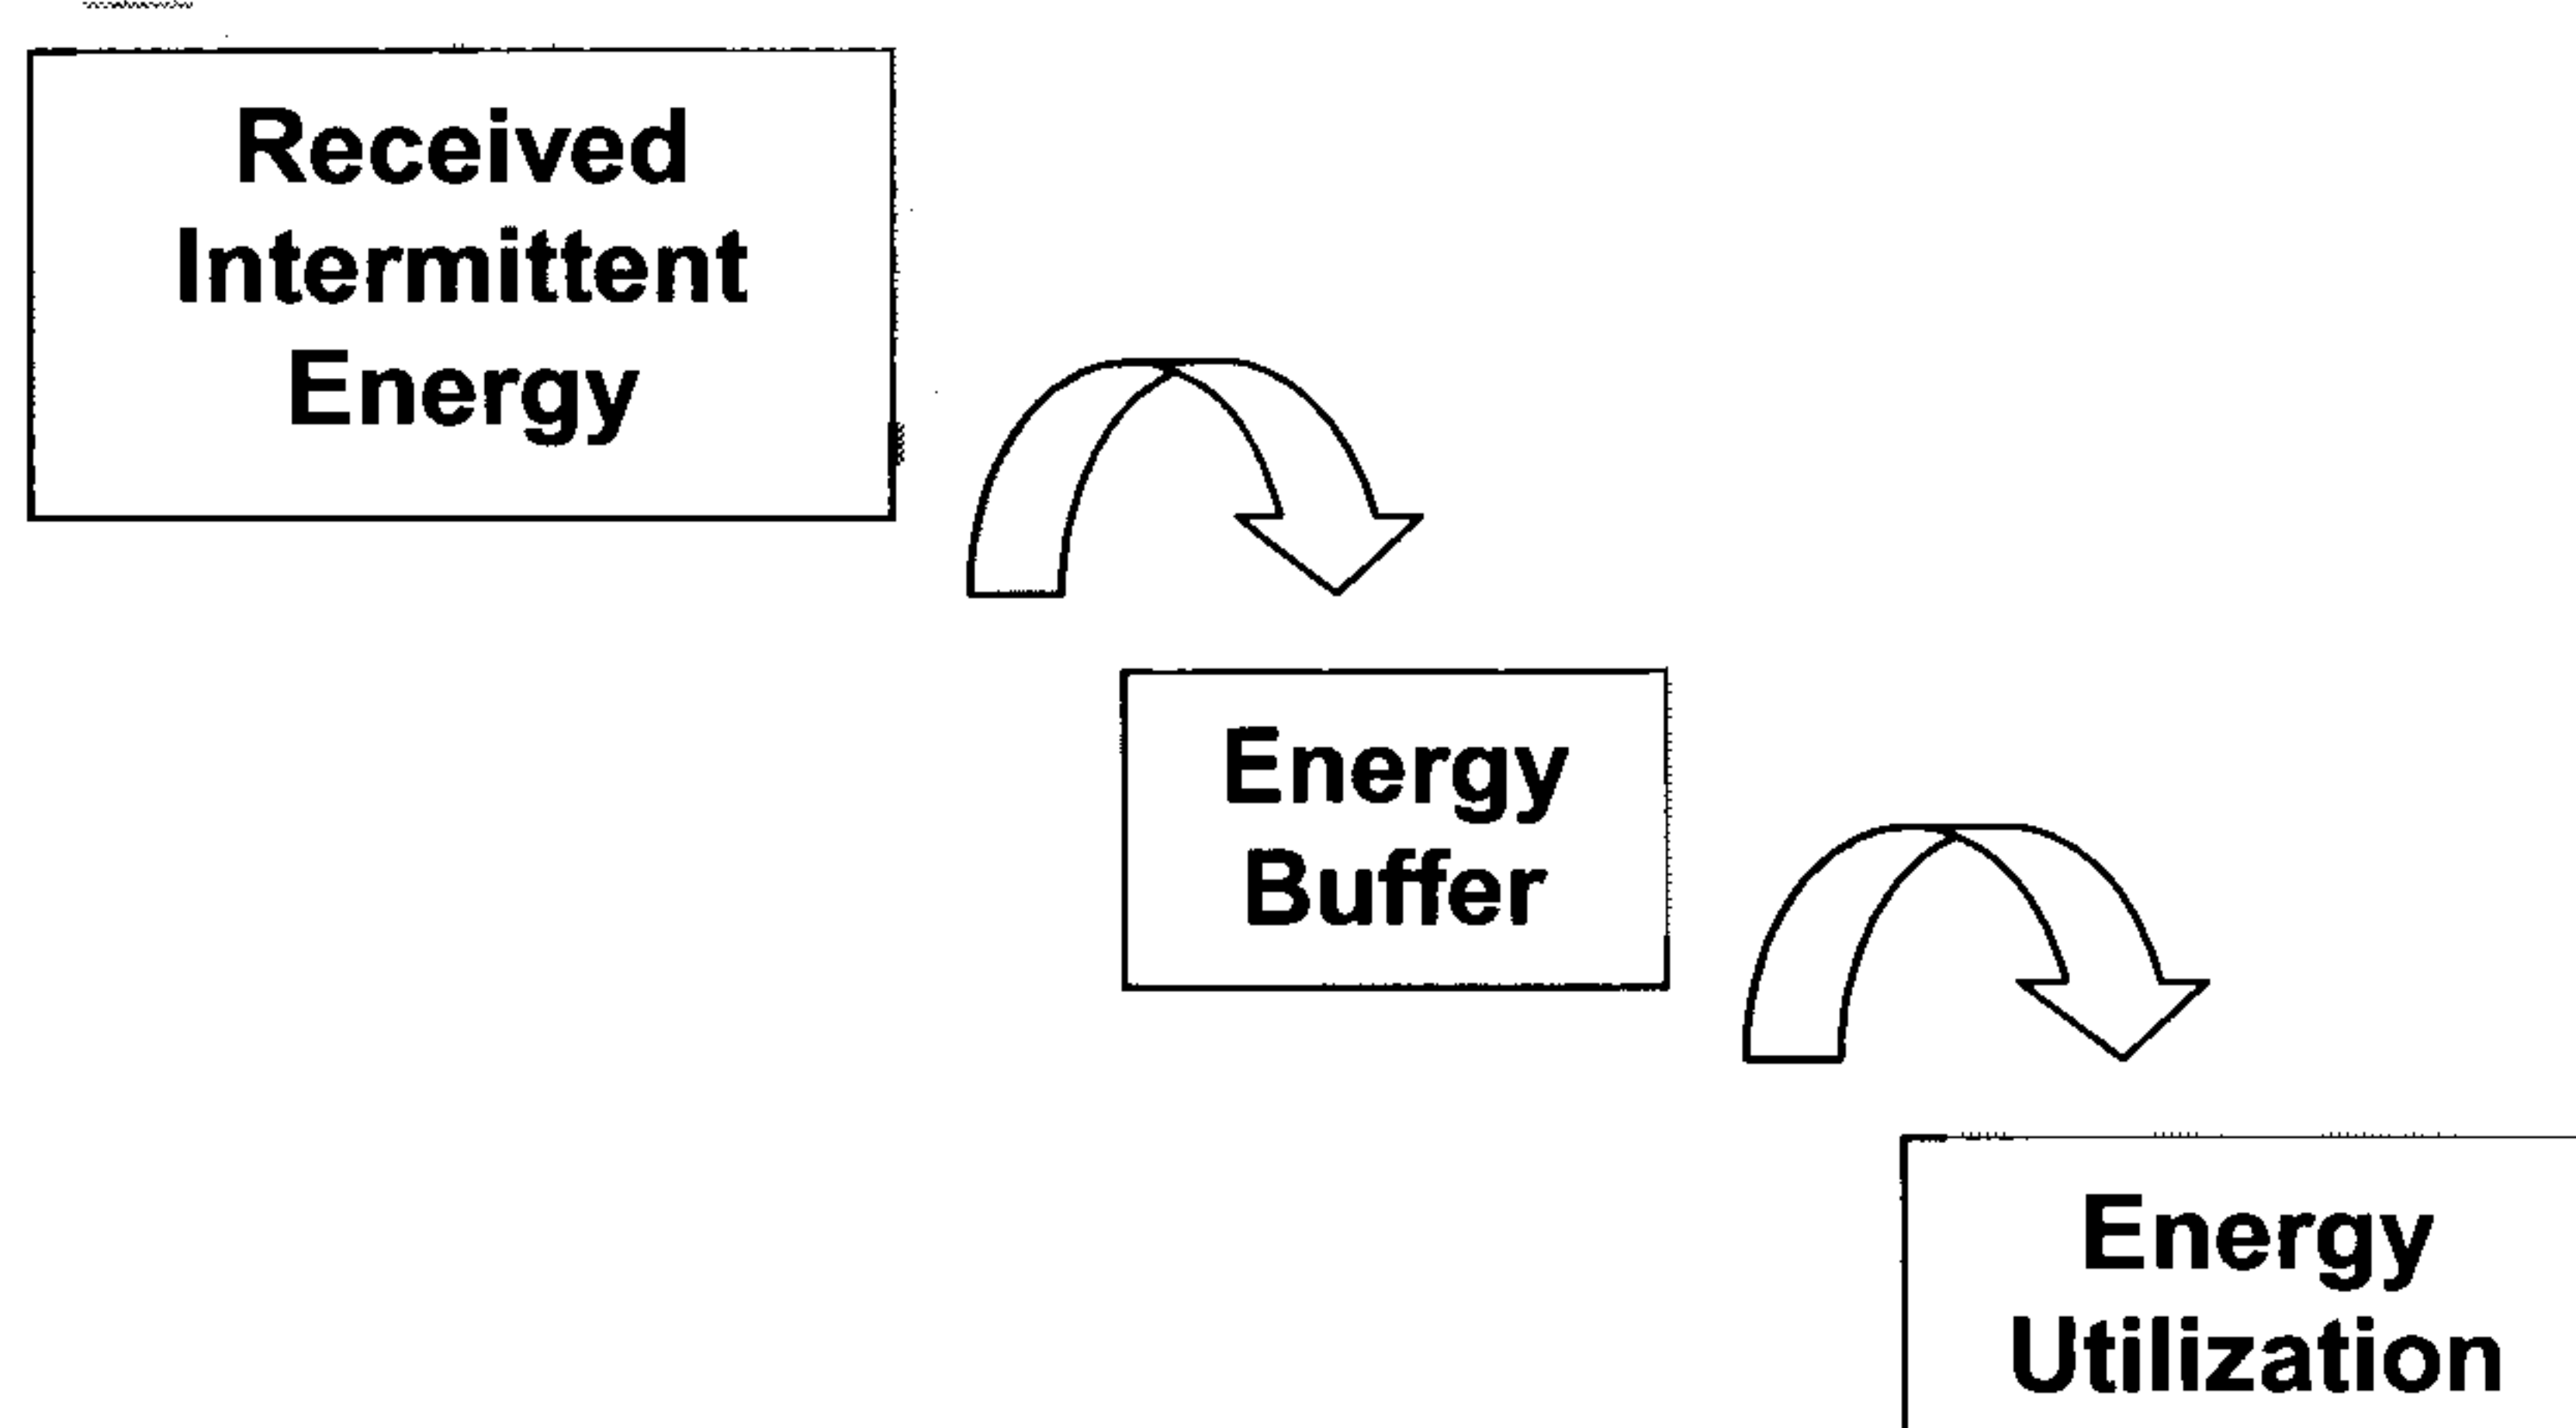 Received
Intermittent
Energy
Energy
Buffer
Energy
Utilization